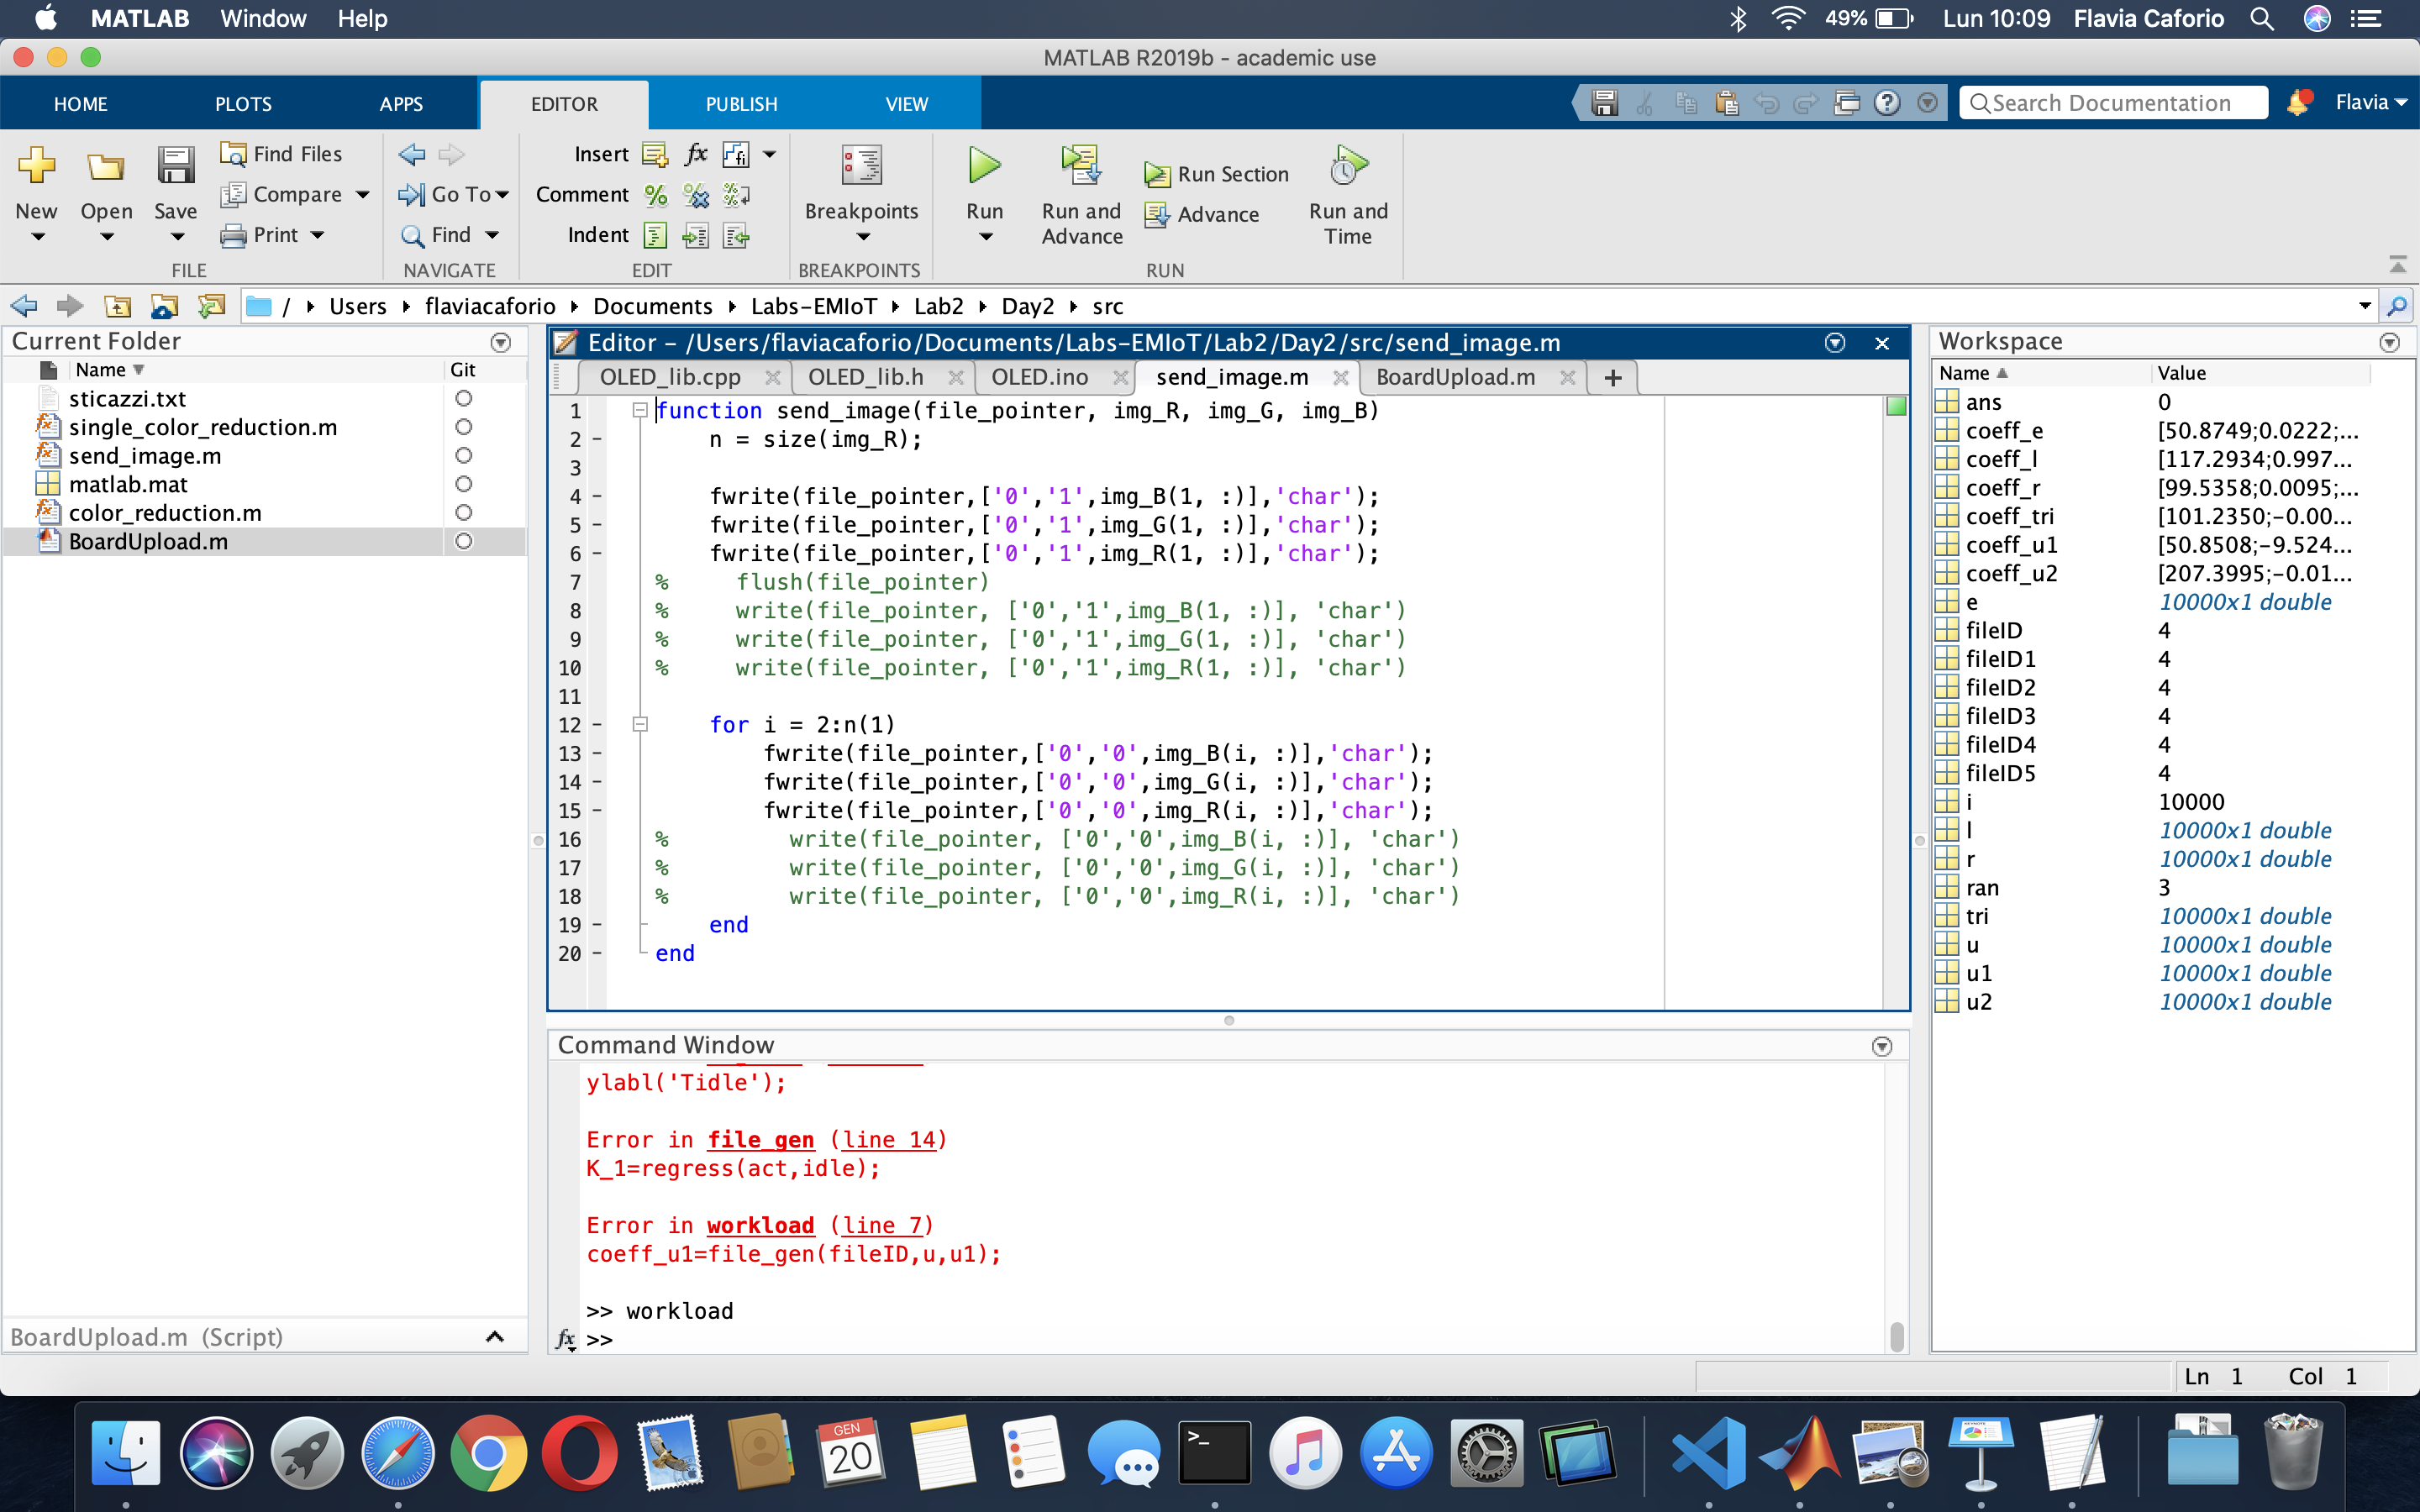 MATLAB Window Help 49% Lun 10:09 Flavia Caforio
MATLAB R2019b - academic use
HOME PLOTS APPS EDITOR PUBLISH VIEW Search Documentation Flavia
New Open Save Find Files Compare Print
FILE
Go To Find
NAVIGATE
Insert fx fi
Comment % % %
Indent
EDIT
Breakpoints
BREAKPOINTS
Run Run and Advance Run Section Advance Run and Time
RUN
/ Users flaviacaforio Documents Labs-EMIoT Lab2 Day2 src
Current Folder
Name Git
sticazzi.txt
single_color_reduction.m
send_image.m
matlab.mat
color_reduction.m
BoardUpload.m
BoardUpload.m (Script)
Editor - /Users/flaviacaforio/Documents/Labs-EMIoT/Lab2/Day2/src/send_image.m
OLED_lib.cpp OLED_lib.h OLED.ino send_image.m BoardUpload.m +
1 function send_image(file_pointer, img_R, img_G, img_B)
2 - n = size(img_R);
3
4 - fwrite(file_pointer,['0','1',img_B(1, :)],'char');
5 - fwrite(file_pointer,['0','1',img_G(1, :)],'char');
6 - fwrite(file_pointer,['0','1',img_R(1, :)],'char');
7 % flush(file_pointer)
8 % write(file_pointer, ['0','1',img_B(1, :)], 'char')
9 % write(file_pointer, ['0','1',img_G(1, :)], 'char')
10 % write(file_pointer, ['0','1',img_R(1, :)], 'char')
11
12 - for i = 2:n(1)
13 - fwrite(file_pointer,['0','0',img_B(i, :)],'char');
14 - fwrite(file_pointer,['0','0',img_G(i, :)],'char');
15 - fwrite(file_pointer,['0','0',img_R(i, :)],'char');
16 % write(file_pointer, ['0','0',img_B(i, :)], 'char')
17 % write(file_pointer, ['0','0',img_G(i, :)], 'char')
18 % write(file_pointer, ['0','0',img_R(i, :)], 'char')
19 - end
20 - end
Command Window
ylabl('Tidle');
Error in file_gen (line 14)
K_1=regress(act,idle);
Error in workload (line 7)
coeff_u1=file_gen(fileID,u,u1);
>> workload
fx >>
Workspace
Name Value
ans 0
coeff_e [50.8749;0.0222;...
coeff_l [117.2934;0.997...
coeff_r [99.5358;0.0095;...
coeff_tri [101.2350;-0.00...
coeff_u1 [50.8508;-9.524...
coeff_u2 [207.3995;-0.01...
e 10000x1 double
fileID 4
fileID1 4
fileID2 4
fileID3 4
fileID4 4
fileID5 4
i 10000
l 10000x1 double
r 10000x1 double
ran 3
tri 10000x1 double
u 10000x1 double
u1 10000x1 double
u2 10000x1 double
Ln 1 Col 1
GEN
20
>_